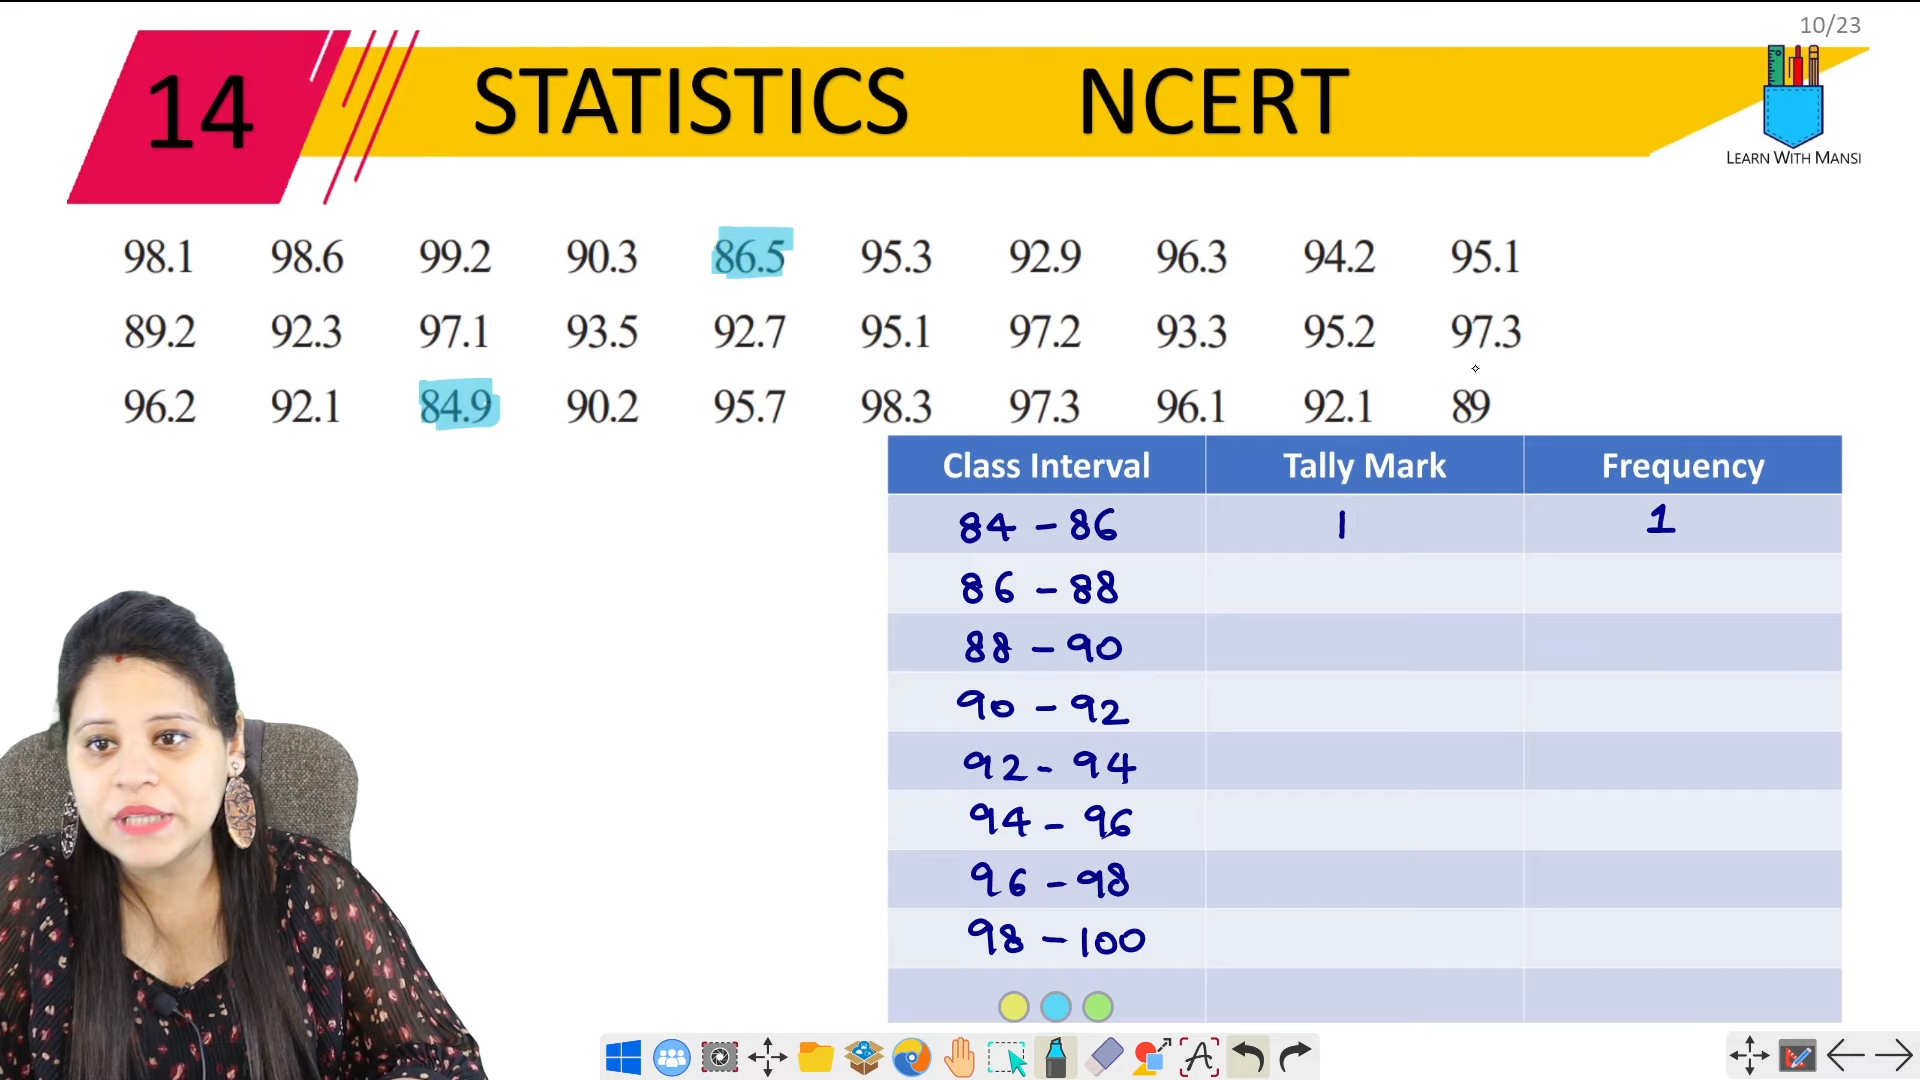 10/23
14 STATISTICS NCERT
LEARN WITH MANSI
98.1 98.6 99.2 90.3 86.5 95.3 92.9 96.3 94.2 95.1
89.2 92.3 97.1 93.5 92.7 95.1 97.2 93.3 95.2 97.3
96.2 92.1 84.9 90.2 95.7 98.3 97.3 96.1 92.1 89
Class Interval Tally Mark Frequency
84 - 86 | 1
86 - 88
88 - 90
90 - 92
92 - 94
94 - 96
96 - 98
98 - 100